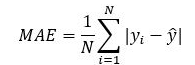 MAE = \frac{1}{N} \sum_{i=1}^{N} |y_i - \hat{y}|